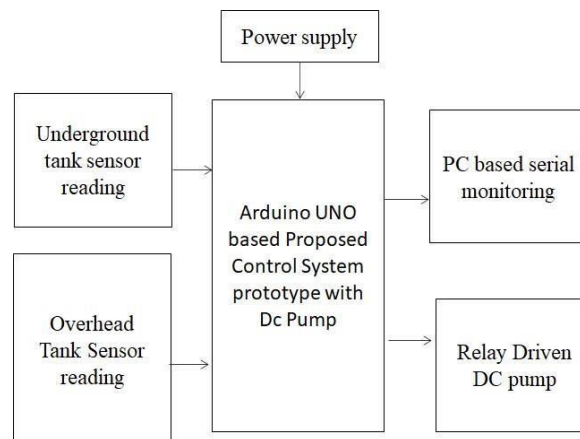 Power supply
Underground
tank sensor
reading
Overhead
Tank Sensor
reading
Arduino UNO
based Proposed
Control System
prototype with
Dc Pump
PC based serial
monitoring
Relay Driven
DC pump